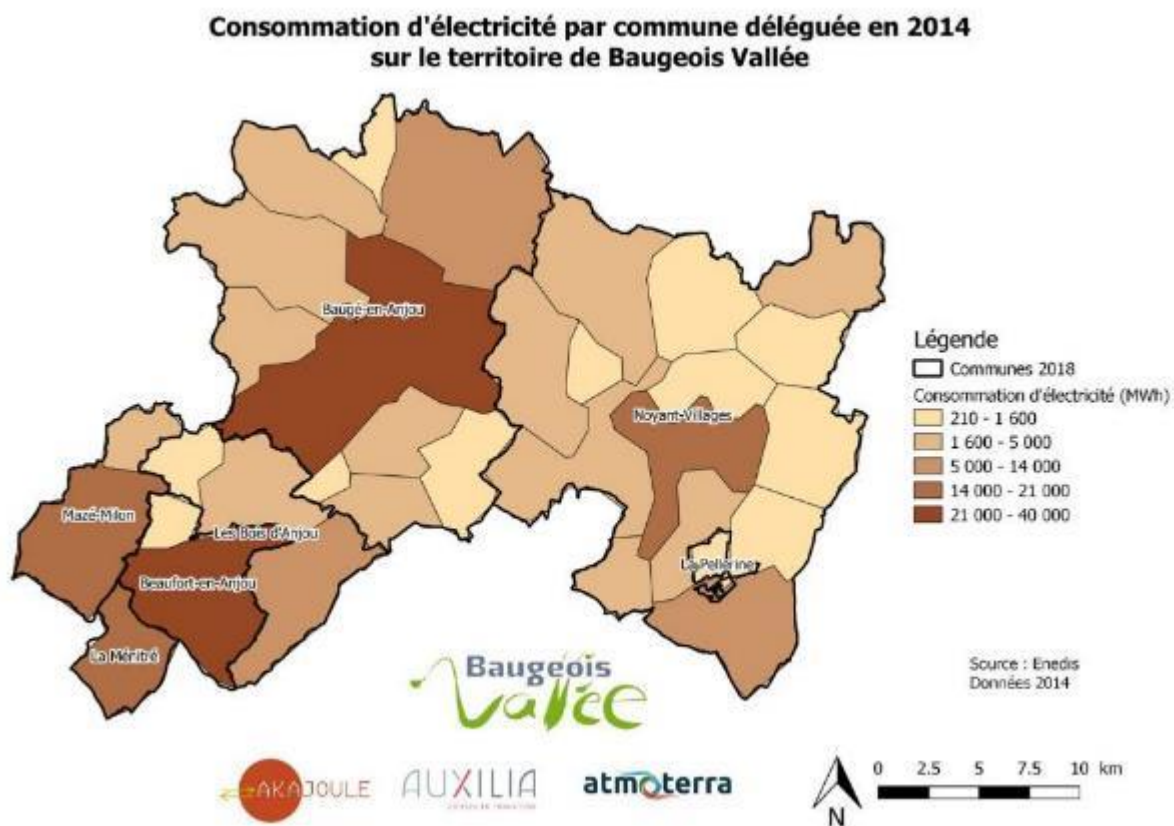 Consommation d'électricité par commune déléguée en 2014
sur le territoire de Baugeois Vallée
Baugé-en-Anjou
Noyant-Villages
Mazé-Milon
Les Bois d'Anjou
Beaufort-en-Anjou
La Pellerine
La Ménitré
Légende
Communes 2018
Consommation d'électricité (MWh)
210 - 1 600
1 600 - 5 000
5 000 - 14 000
14 000 - 21 000
21 000 - 40 000
Source : Enedis
Données 2014
Baugeois
Vallée
AKAJOULE
AUXILIA
atmoterra
0 2.5 5 7.5 10 km
N